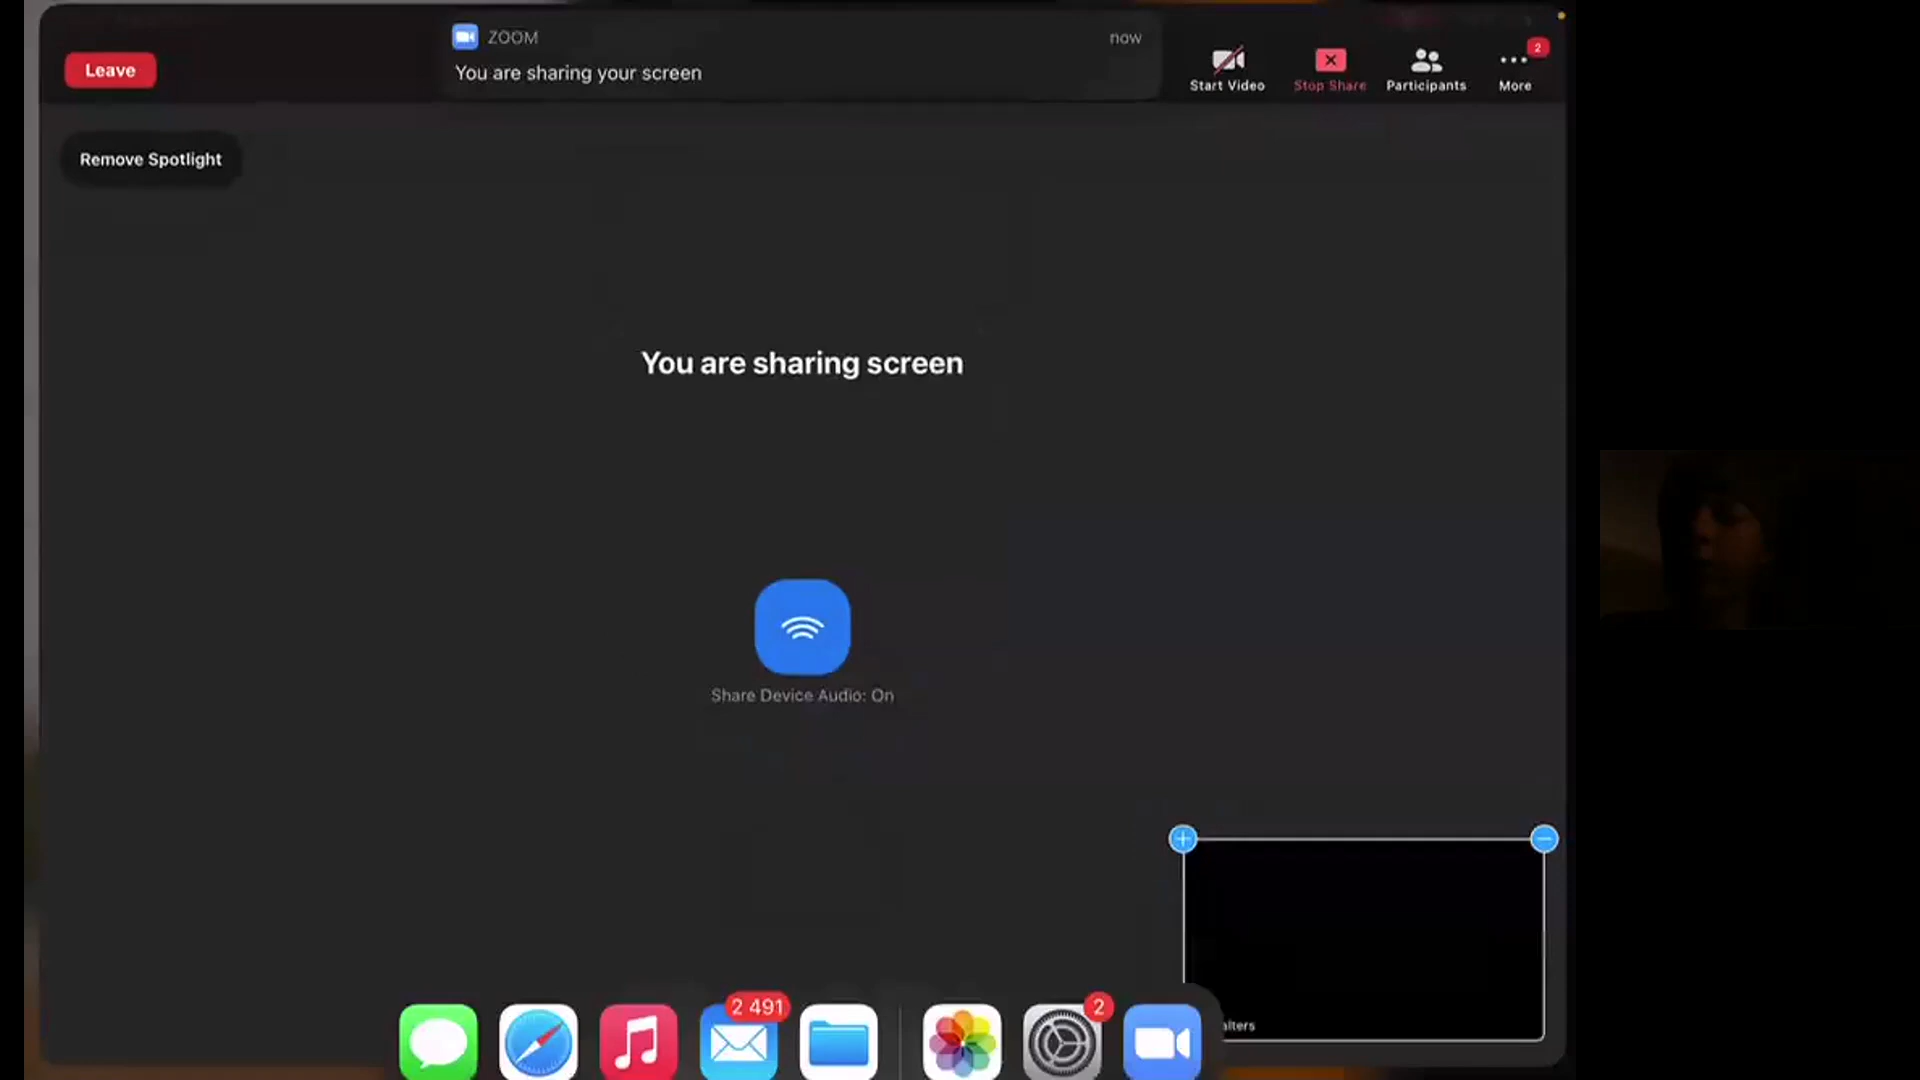 ZOOM
now
You are sharing your screen
Leave
Start Video
Stop Share
Participants
2
More
Remove Spotlight
You are sharing screen
Share Device Audio: On
2 491
2
alters